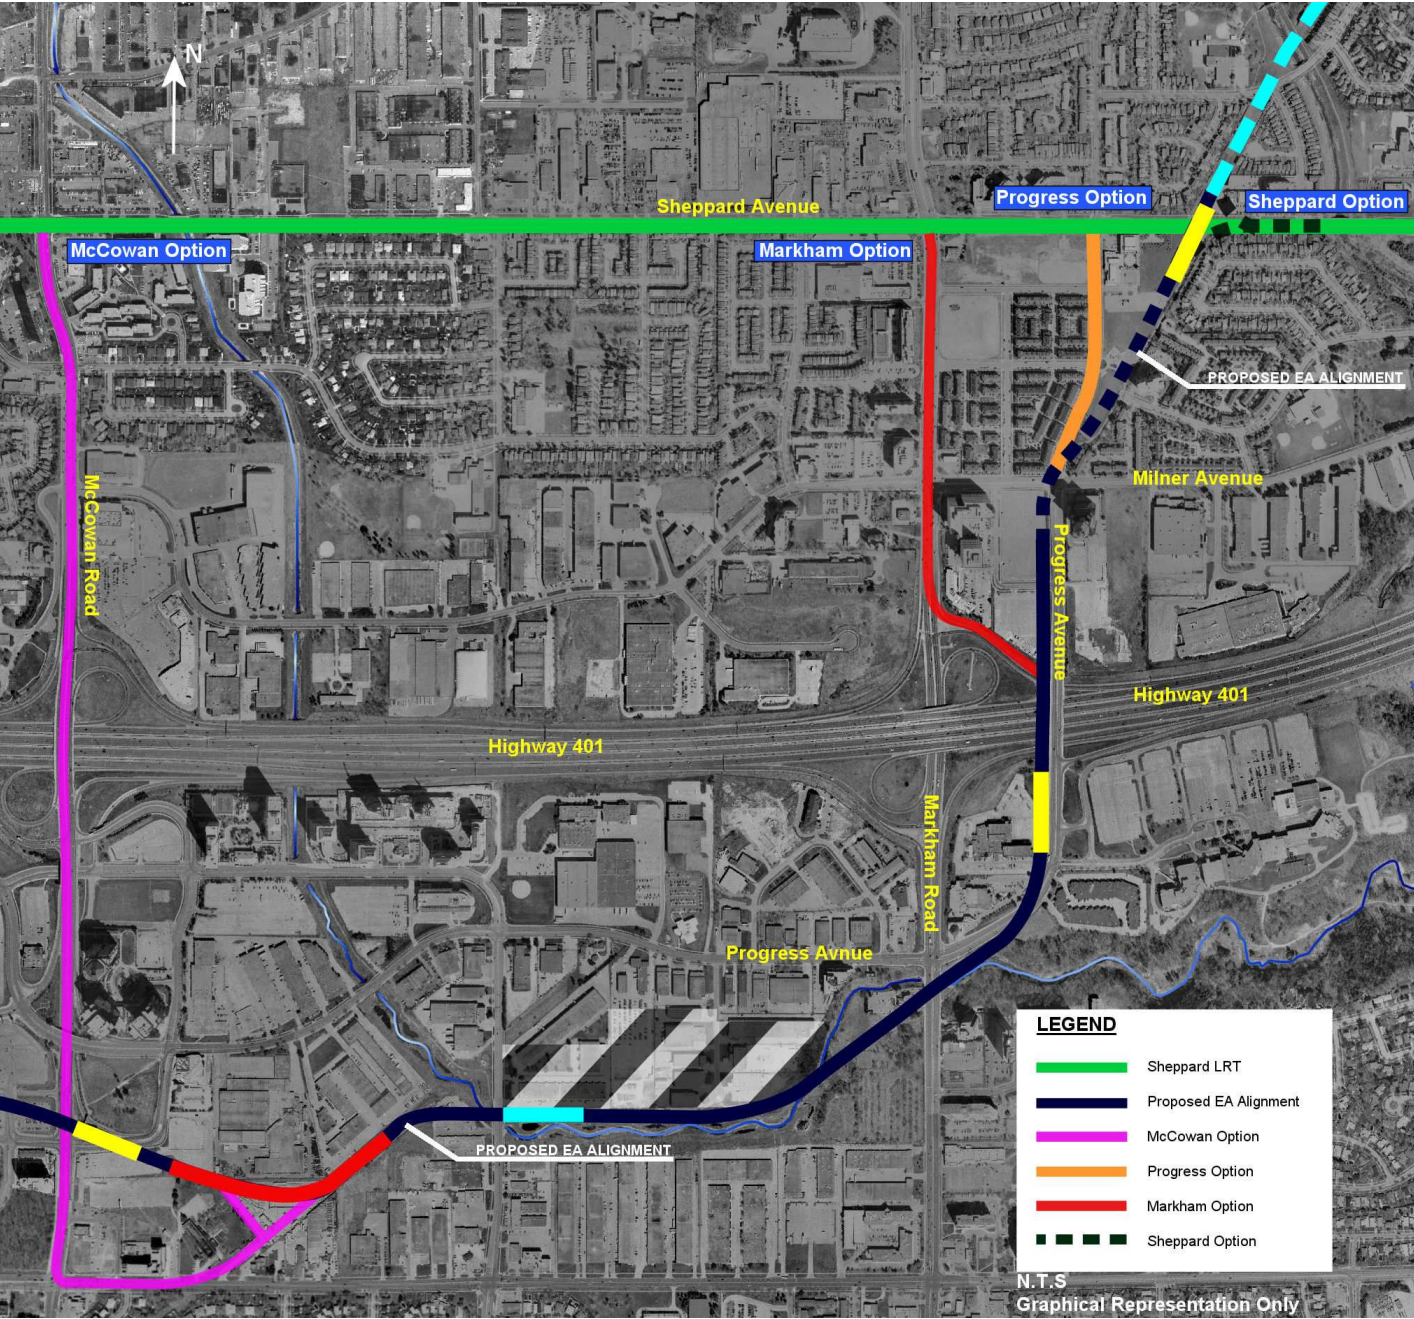 N
Sheppard Avenue
Progress Option
Sheppard Option
McCowan Option
Markham Option
PROPOSED EA ALIGNMENT
McCowan Road
Milner Avenue
Progress Avenue
Highway 401
Highway 401
Markham Road
Progress Avnue
PROPOSED EA ALIGNMENT
LEGEND
Sheppard LRT
Proposed EA Alignment
McCowan Option
Progress Option
Markham Option
Sheppard Option
N.T.S
Graphical Representation Only